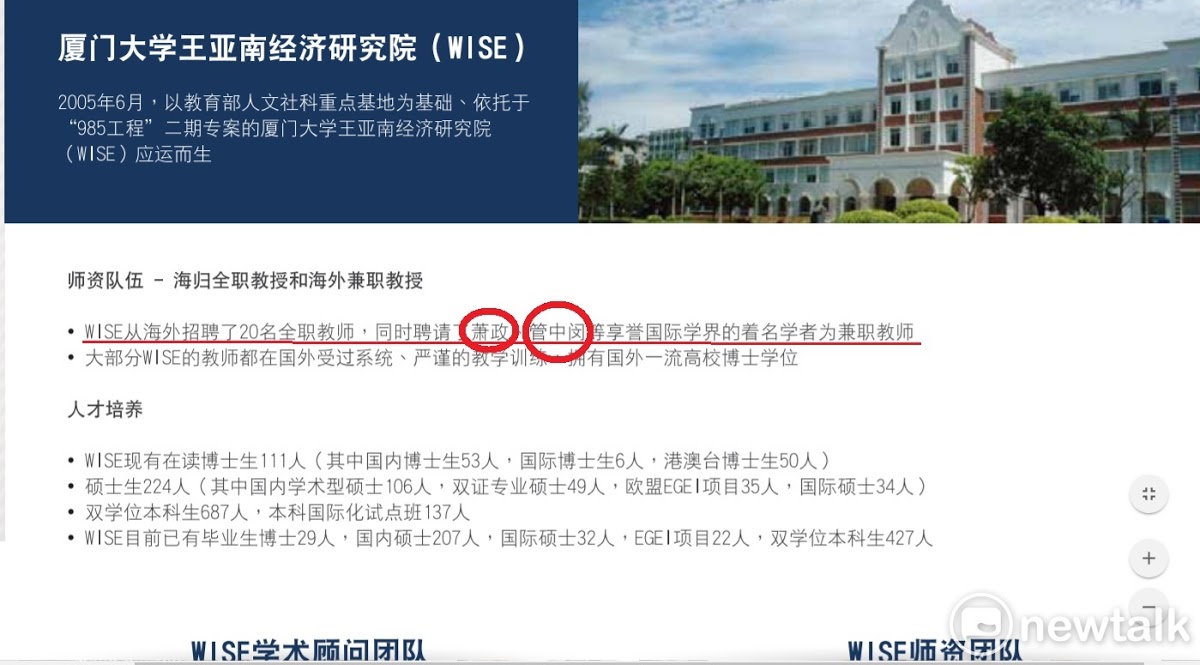 厦门大学王亚南经济研究院（WISE）
2005年6月，以教育部人文社科重点基地为基础、依托于
“985工程”二期专案的厦门大学王亚南经济研究院
（WISE）应运而生
师资队伍 - 海归全职教授和海外兼职教授
• WISE从海外招聘了20名全职教师，同时聘请了萧政、管中闵等享誉国际学界的着名学者为兼职教师
• 大部分WISE的教师都在国外受过系统、严谨的教学训练，拥有国外一流高校博士学位
人才培养
• WISE现有在读博士生111人（其中国内博士生53人，国际博士生6人，港澳台博士生50人）
• 硕士生224人（其中国内学术型硕士106人，双证专业硕士49人，欧盟EGEI项目35人，国际硕士34人）
• 双学位本科生687人，本科国际化试点班137人
• WISE目前已有毕业生博士29人，国内硕士207人，国际硕士32人，EGEI项目22人，双学位本科生427人
newtalk
WISE学术顾问团队
WISE师资团队